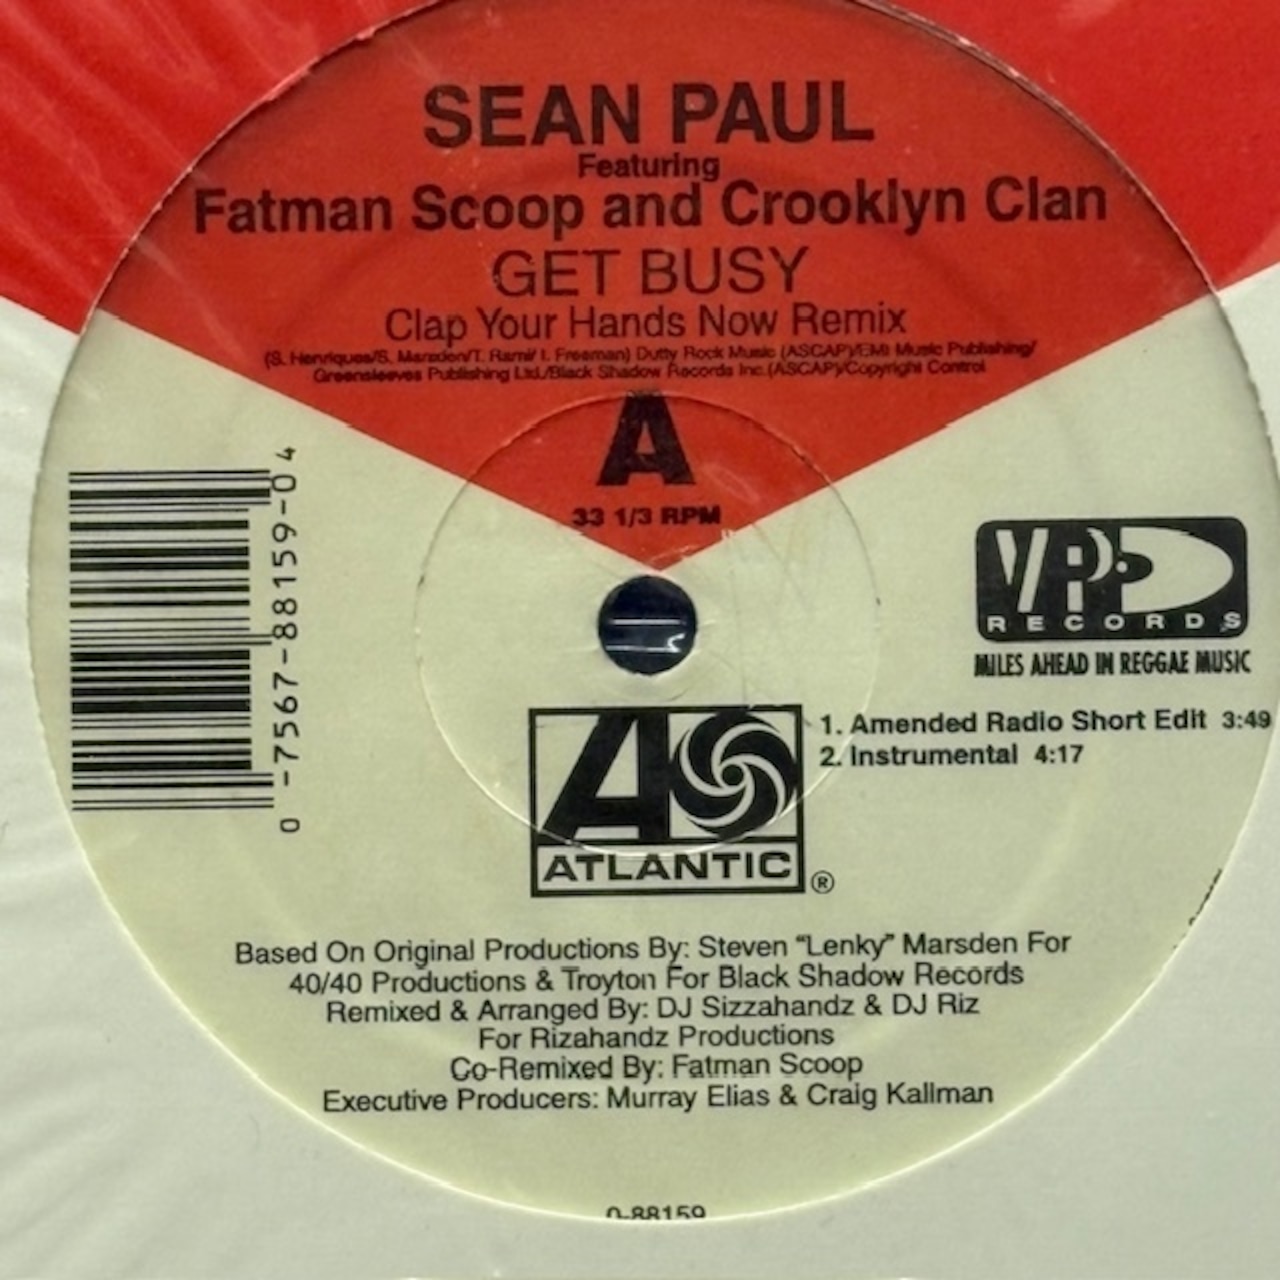 SEAN PAUL
Featuring
Fatman Scoop and Crooklyn Clan
GET BUSY
Clap Your Hands Now Remix
(S. Henriques/S. Marsden/T. Rami/ I. Freeman) Dutty Rock Music (ASCAP)/EMI Music Publishing/
Greensleeves Publishing Ltd./Black Shadow Records Inc.(ASCAP)/Copyright Control
A
33 1/3 RPM
0-7567-88159-0 4
VP
RECORDS
MILES AHEAD IN REGGAE MUSIC
1. Amended Radio Short Edit 3:49
2. Instrumental 4:17
A
ATLANTIC
®
Based On Original Productions By: Steven “Lenky” Marsden For
40/40 Productions & Troyton For Black Shadow Records
Remixed & Arranged By: DJ Sizzahandz & DJ Riz
For Rizahandz Productions
Co-Remixed By: Fatman Scoop
Executive Producers: Murray Elias & Craig Kallman
0-88159